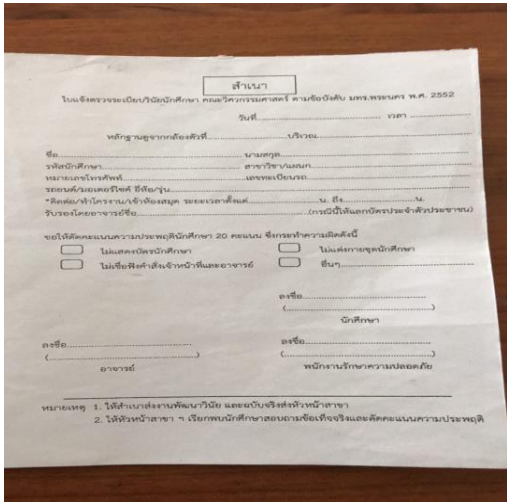 สำเนา
ใบแจ้งตรวจระเบียบวินัยนักศึกษา คณะวิศวกรรมศาสตร์ ตามข้อบังคับ มทร.พระนคร พ.ศ. 2552
วันที่.................... เวลา ....................
หลักฐานดูจากกล้องตัวที่....................บริเวณ....................
ชื่อ....................นามสกุล....................
รหัสนักศึกษา....................สาขาวิชา/แผนก....................
หมายเลขโทรศัพท์....................เลขทะเบียนรถ....................
รถยนต์/มอเตอร์ไซค์ ยี่ห้อ/รุ่น....................
*ติดต่อ/ทำโครงงาน/เข้าห้องสมุด ระยะเวลาตั้งแต่....................น. ถึง....................น.
รับรองโดยอาจารย์ชื่อ....................(กรณีนี้ให้แลกบัตรประจำตัวประชาชน)
ขอให้ตัดคะแนนความประพฤตินักศึกษา 20 คะแนน ซึ่งกระทำความผิดดังนี้
ไม่แสดงบัตรนักศึกษา ไม่แต่งกายชุดนักศึกษา
ไม่เชื่อฟังคำสั่งเจ้าหน้าที่และอาจารย์ อื่นๆ....................
ลงชื่อ....................
(....................)
นักศึกษา
ลงชื่อ.................... ลงชื่อ....................
(....................) (....................)
อาจารย์ พนักงานรักษาความปลอดภัย
หมายเหตุ 1. ให้สำเนาส่งงานพัฒนาวินัย และฉบับจริงส่งหัวหน้าสาขา
2. ให้หัวหน้าสาขา ฯ เรียกพบนักศึกษาสอบถามข้อเท็จจริงและตัดคะแนนความประพฤติ